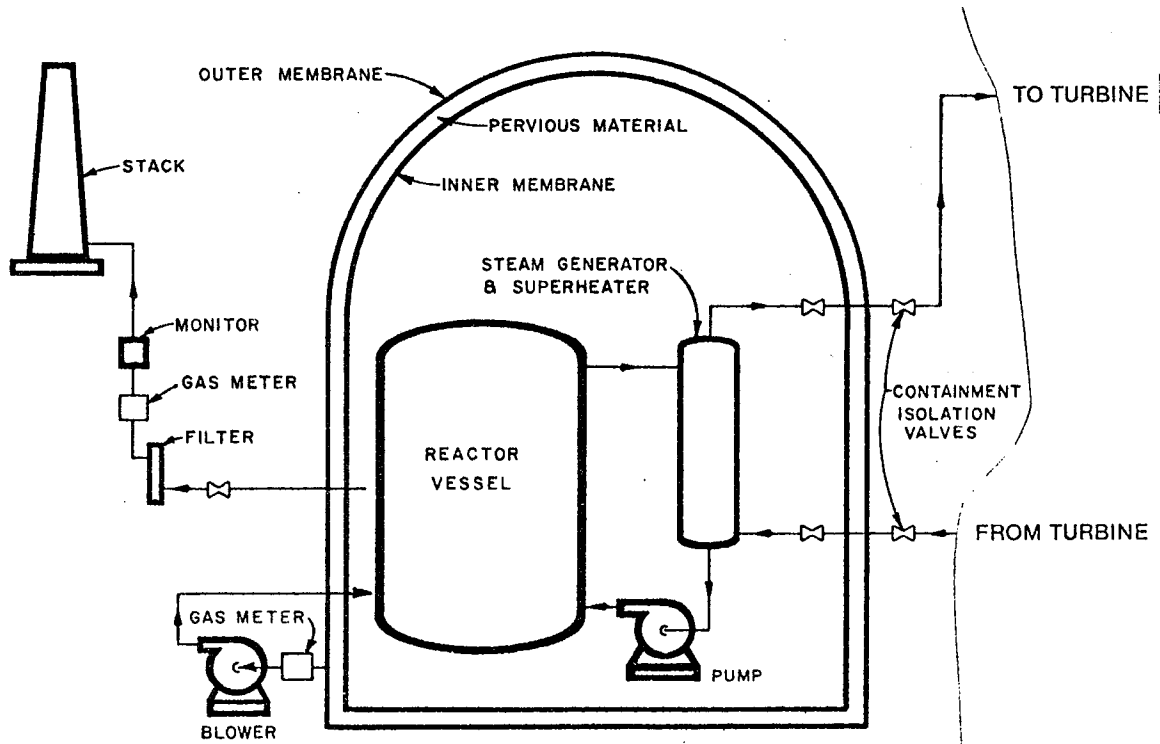 OUTER MEMBRANE
PERVIOUS MATERIAL
TO TURBINE
STACK
INNER MEMBRANE
STEAM GENERATOR
& SUPERHEATER
MONITOR
GAS METER
CONTAINMENT
ISOLATION
VALVES
FILTER
REACTOR
VESSEL
FROM TURBINE
GAS METER
PUMP
BLOWER